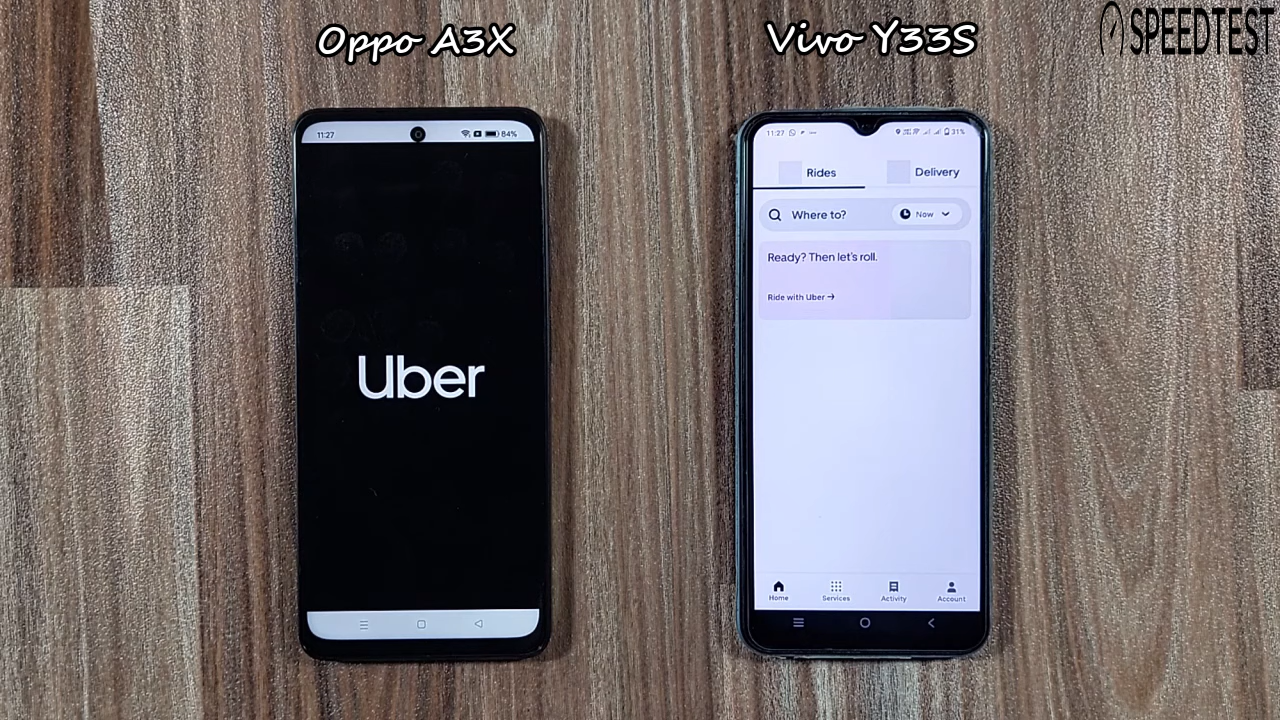 Oppo A3X
Vivo Y33S
SPEEDTEST
11:27
84%
Uber
11:27
31%
Rides
Delivery
Where to?
Now
Ready? Then let's roll.
Ride with Uber →
Home
Services
Activity
Account